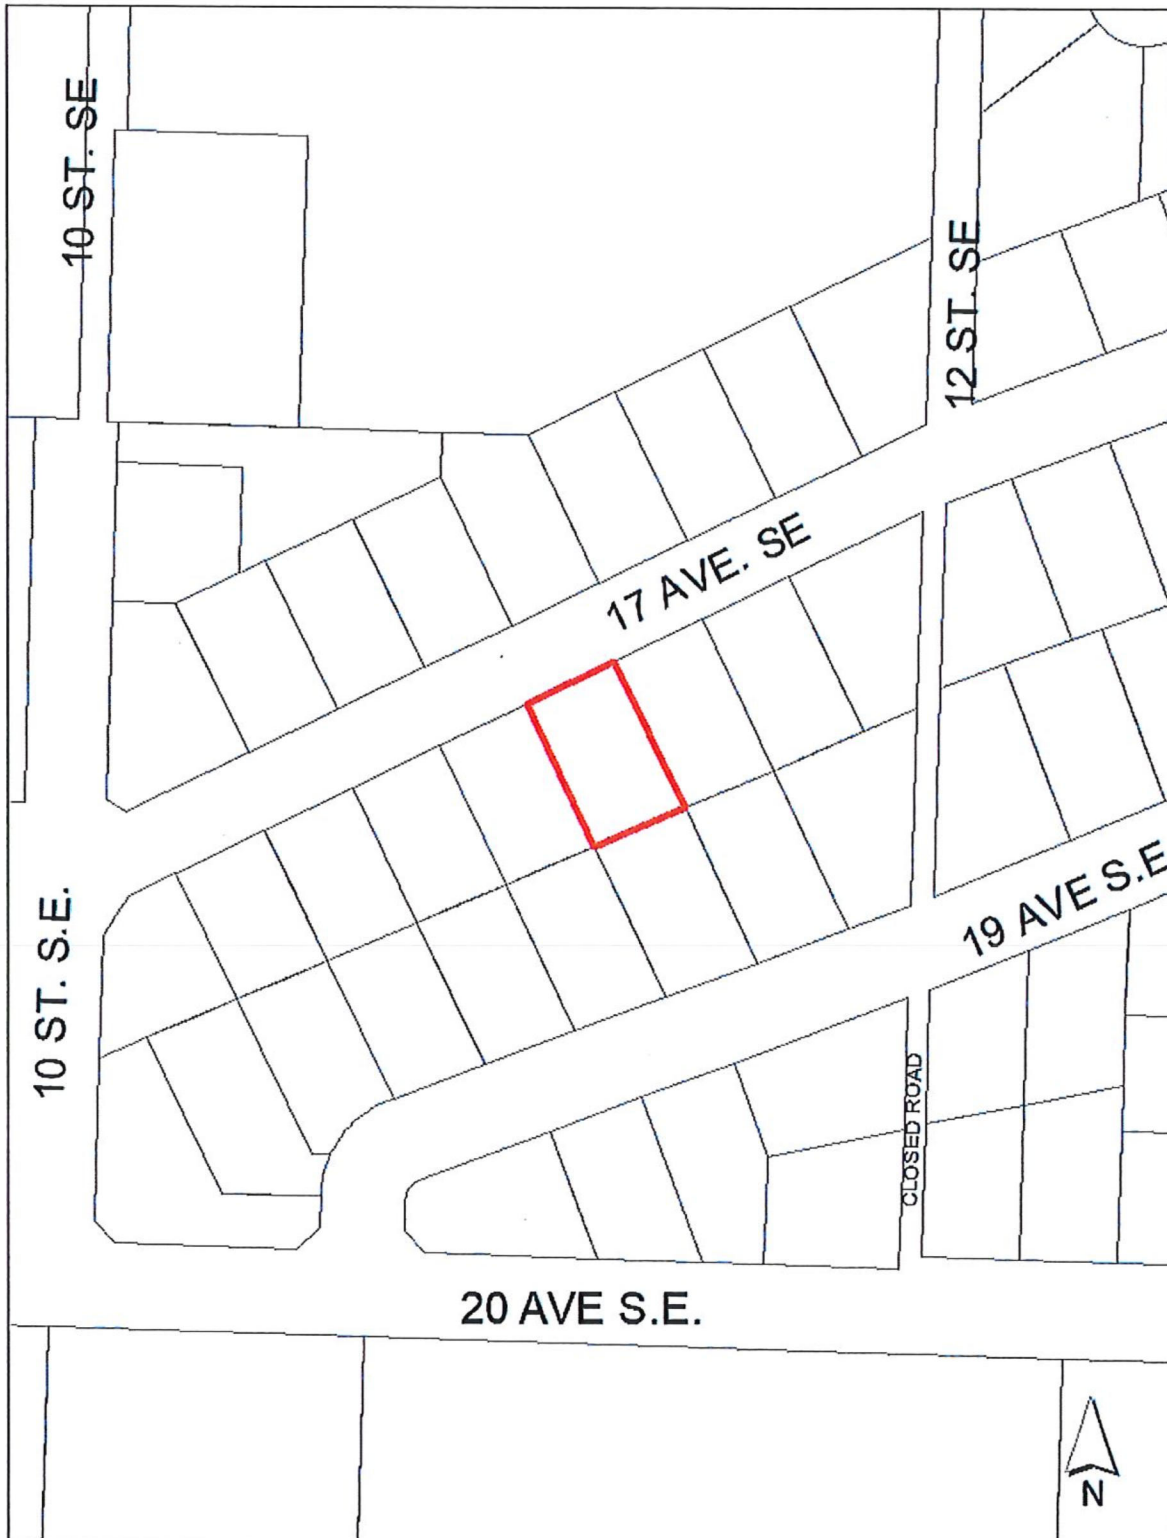 10 ST. SE
12 ST. SE
17 AVE. SE
10 ST. S.E.
19 AVE S.E
CLOSED ROAD
20 AVE S.E.
N